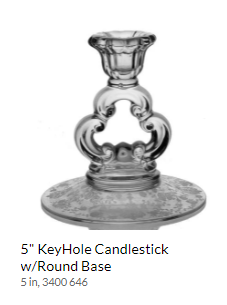 5" KeyHole Candlestick
w/Round Base
5 in, 3400 646